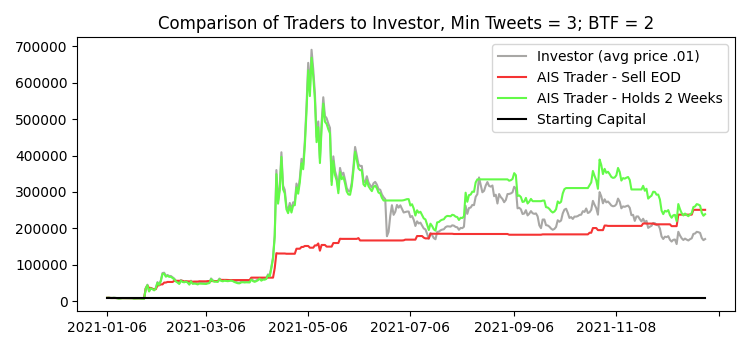 Comparison of Traders to Investor, Min Tweets = 3; BTF = 2
700000
600000
500000
400000
300000
200000
100000
0
Investor (avg price .01)
AIS Trader - Sell EOD
AIS Trader - Holds 2 Weeks
Starting Capital
2021-01-06 2021-03-06 2021-05-06 2021-07-06 2021-09-06 2021-11-08